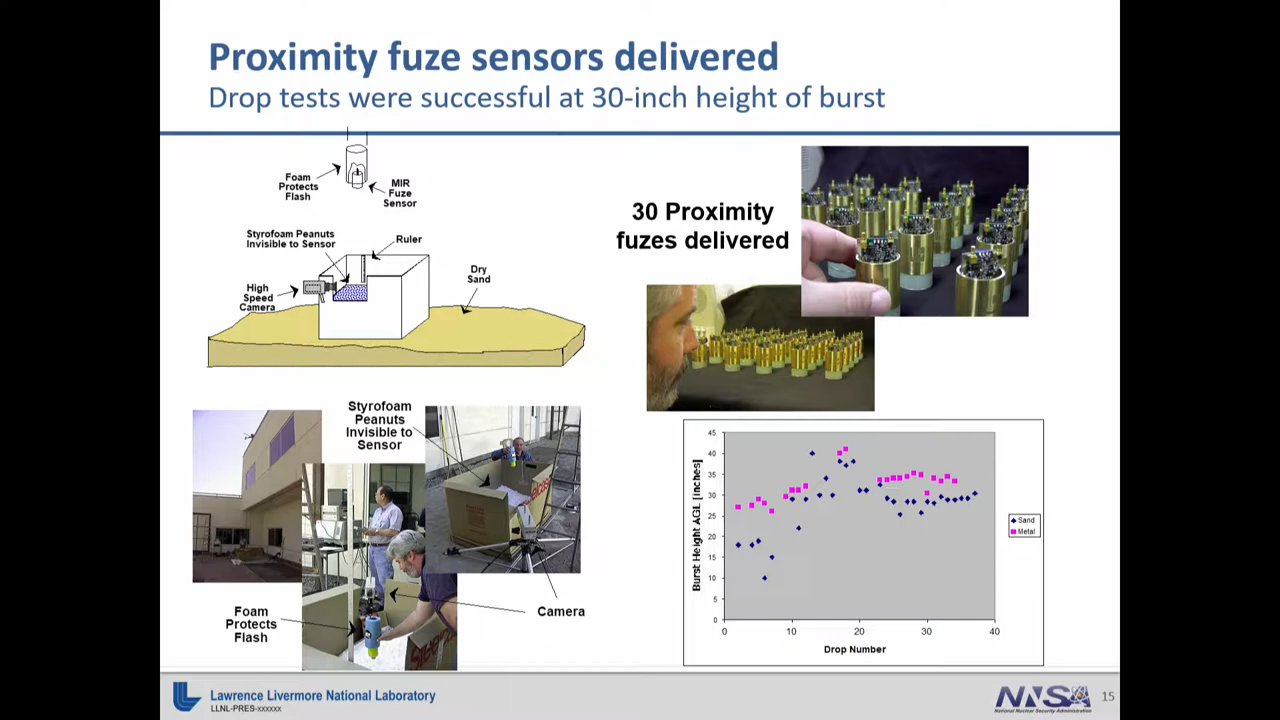 Proximity fuze sensors delivered
Drop tests were successful at 30-inch height of burst
Foam
Protects
Flash
MIR
Fuze
Sensor
Styrofoam Peanuts
Invisible to Sensor
Ruler
High
Speed
Camera
Dry
Sand
30 Proximity
fuzes delivered
Styrofoam
Peanuts
Invisible to
Sensor
Foam
Protects
Flash
Camera
Burst Height AGL [inches]
45
40
35
30
25
20
15
10
5
0
0 10 20 30 40
Drop Number
Sand
Metal
Lawrence Livermore National Laboratory
LLNL-PRES-xxxxxx
NNSA
National Nuclear Security Administration
15